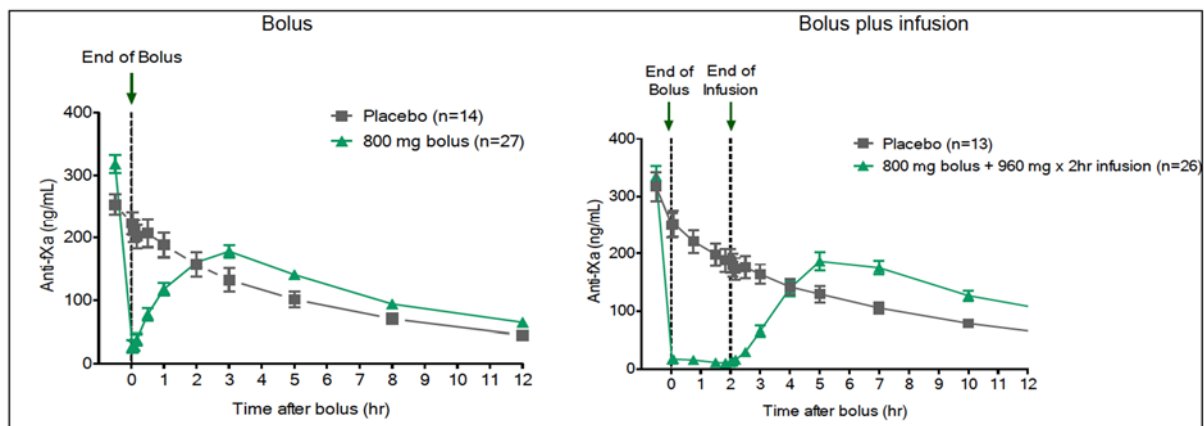 Bolus
End of Bolus
Placebo (n=14)
800 mg bolus (n=27)
Anti-fXa (ng/mL)
400
300
200
100
0
0 1 2 3 4 5 6 7 8 9 10 11 12
Time after bolus (hr)
Bolus plus infusion
End of
Bolus
End of
Infusion
Placebo (n=13)
800 mg bolus + 960 mg x 2hr infusion (n=26)
Anti-fXa (ng/mL)
400
300
200
100
0
0 1 2 3 4 5 6 7 8 9 10 11 12
Time after bolus (hr)